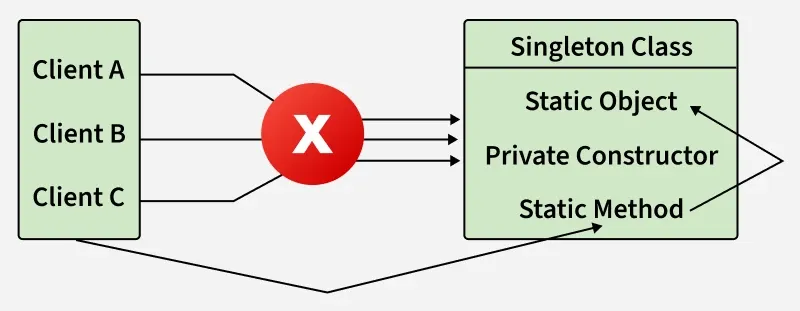 Client A
Client B
Client C
X
Singleton Class
Static Object
Private Constructor
Static Method